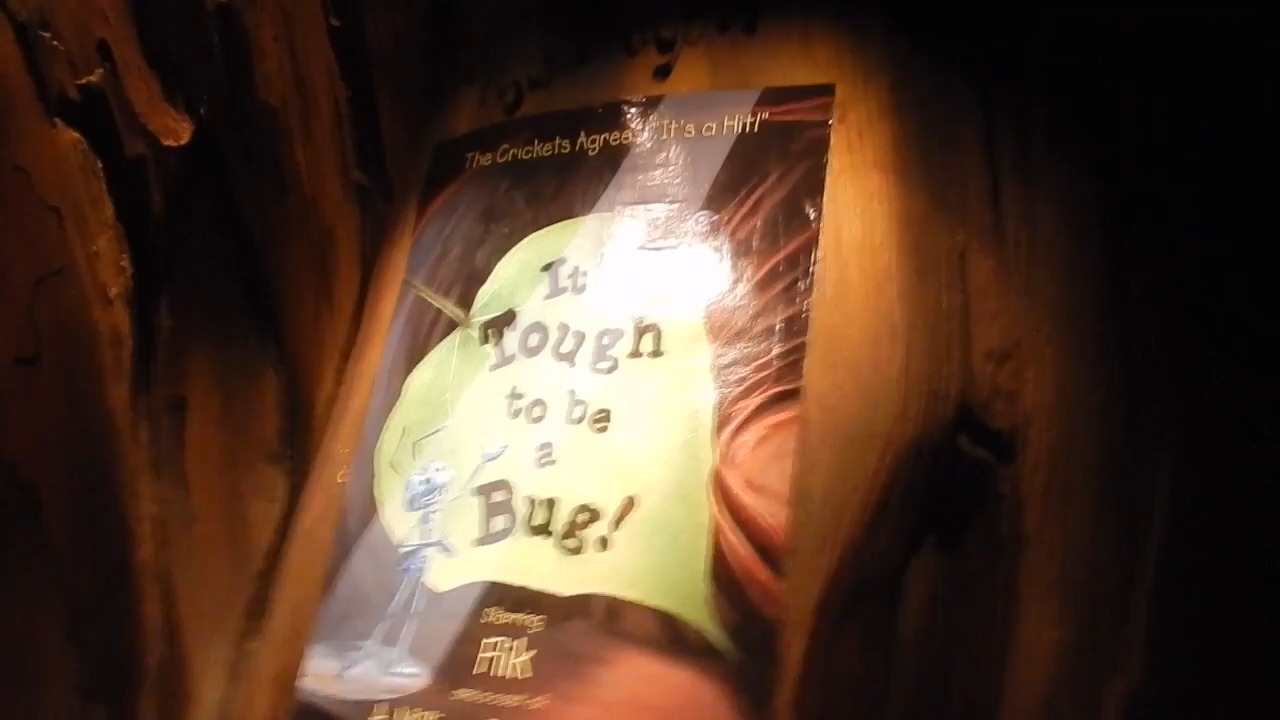 The Crickets Agree "It's a Hit!"
It
Tough
to be
a
Bug!
Starring
Flik